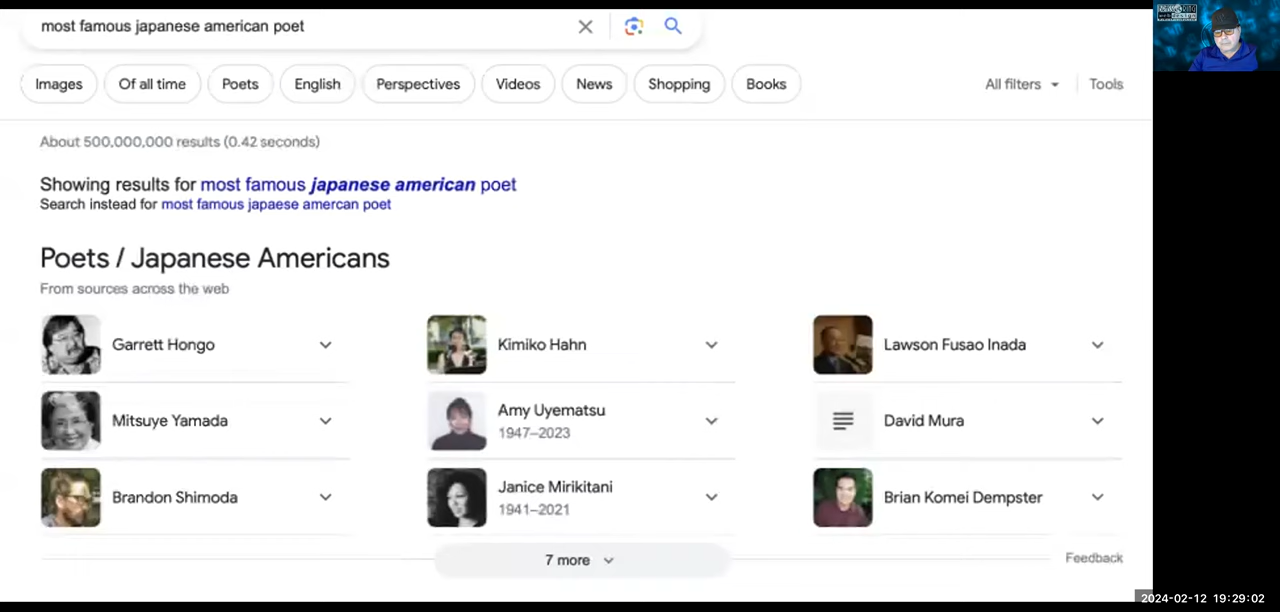 most famous japanese american poet
Images Of all time Poets English Perspectives Videos News Shopping Books All filters Tools
About 500,000,000 results (0.42 seconds)
Showing results for most famous japanese american poet
Search instead for most famous japaese amercan poet
Poets / Japanese Americans
From sources across the web
Garrett Hongo Kimiko Hahn Lawson Fusao Inada
Mitsuye Yamada Amy Uyematsu David Mura
1947–2023
Brandon Shimoda Janice Mirikitani Brian Komei Dempster
1941–2021
7 more
Feedback
2024-02-12 19:29:02